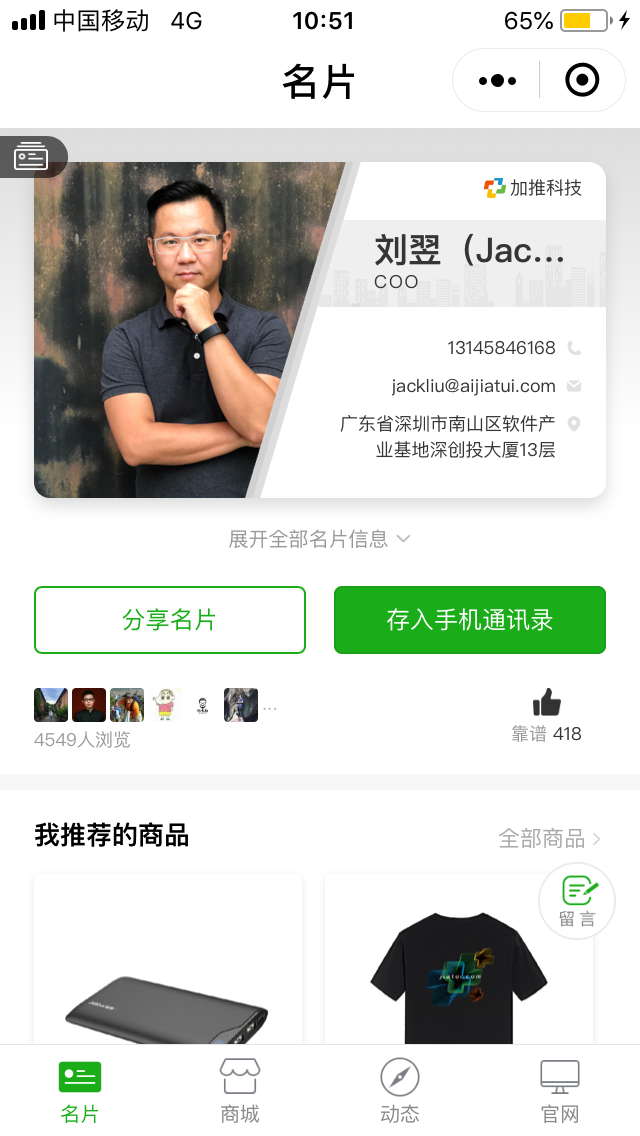 中国移动 4G 10:51 65%
名片
加推科技
刘翌（Jac...
COO
13145846168
jackliu@aijiatui.com
广东省深圳市南山区软件产
业基地深创投大厦13层
展开全部名片信息
分享名片
存入手机通讯录
...
4549人浏览
靠谱 418
我推荐的商品
全部商品
留言
jiatui.com
名片
商城
动态
官网